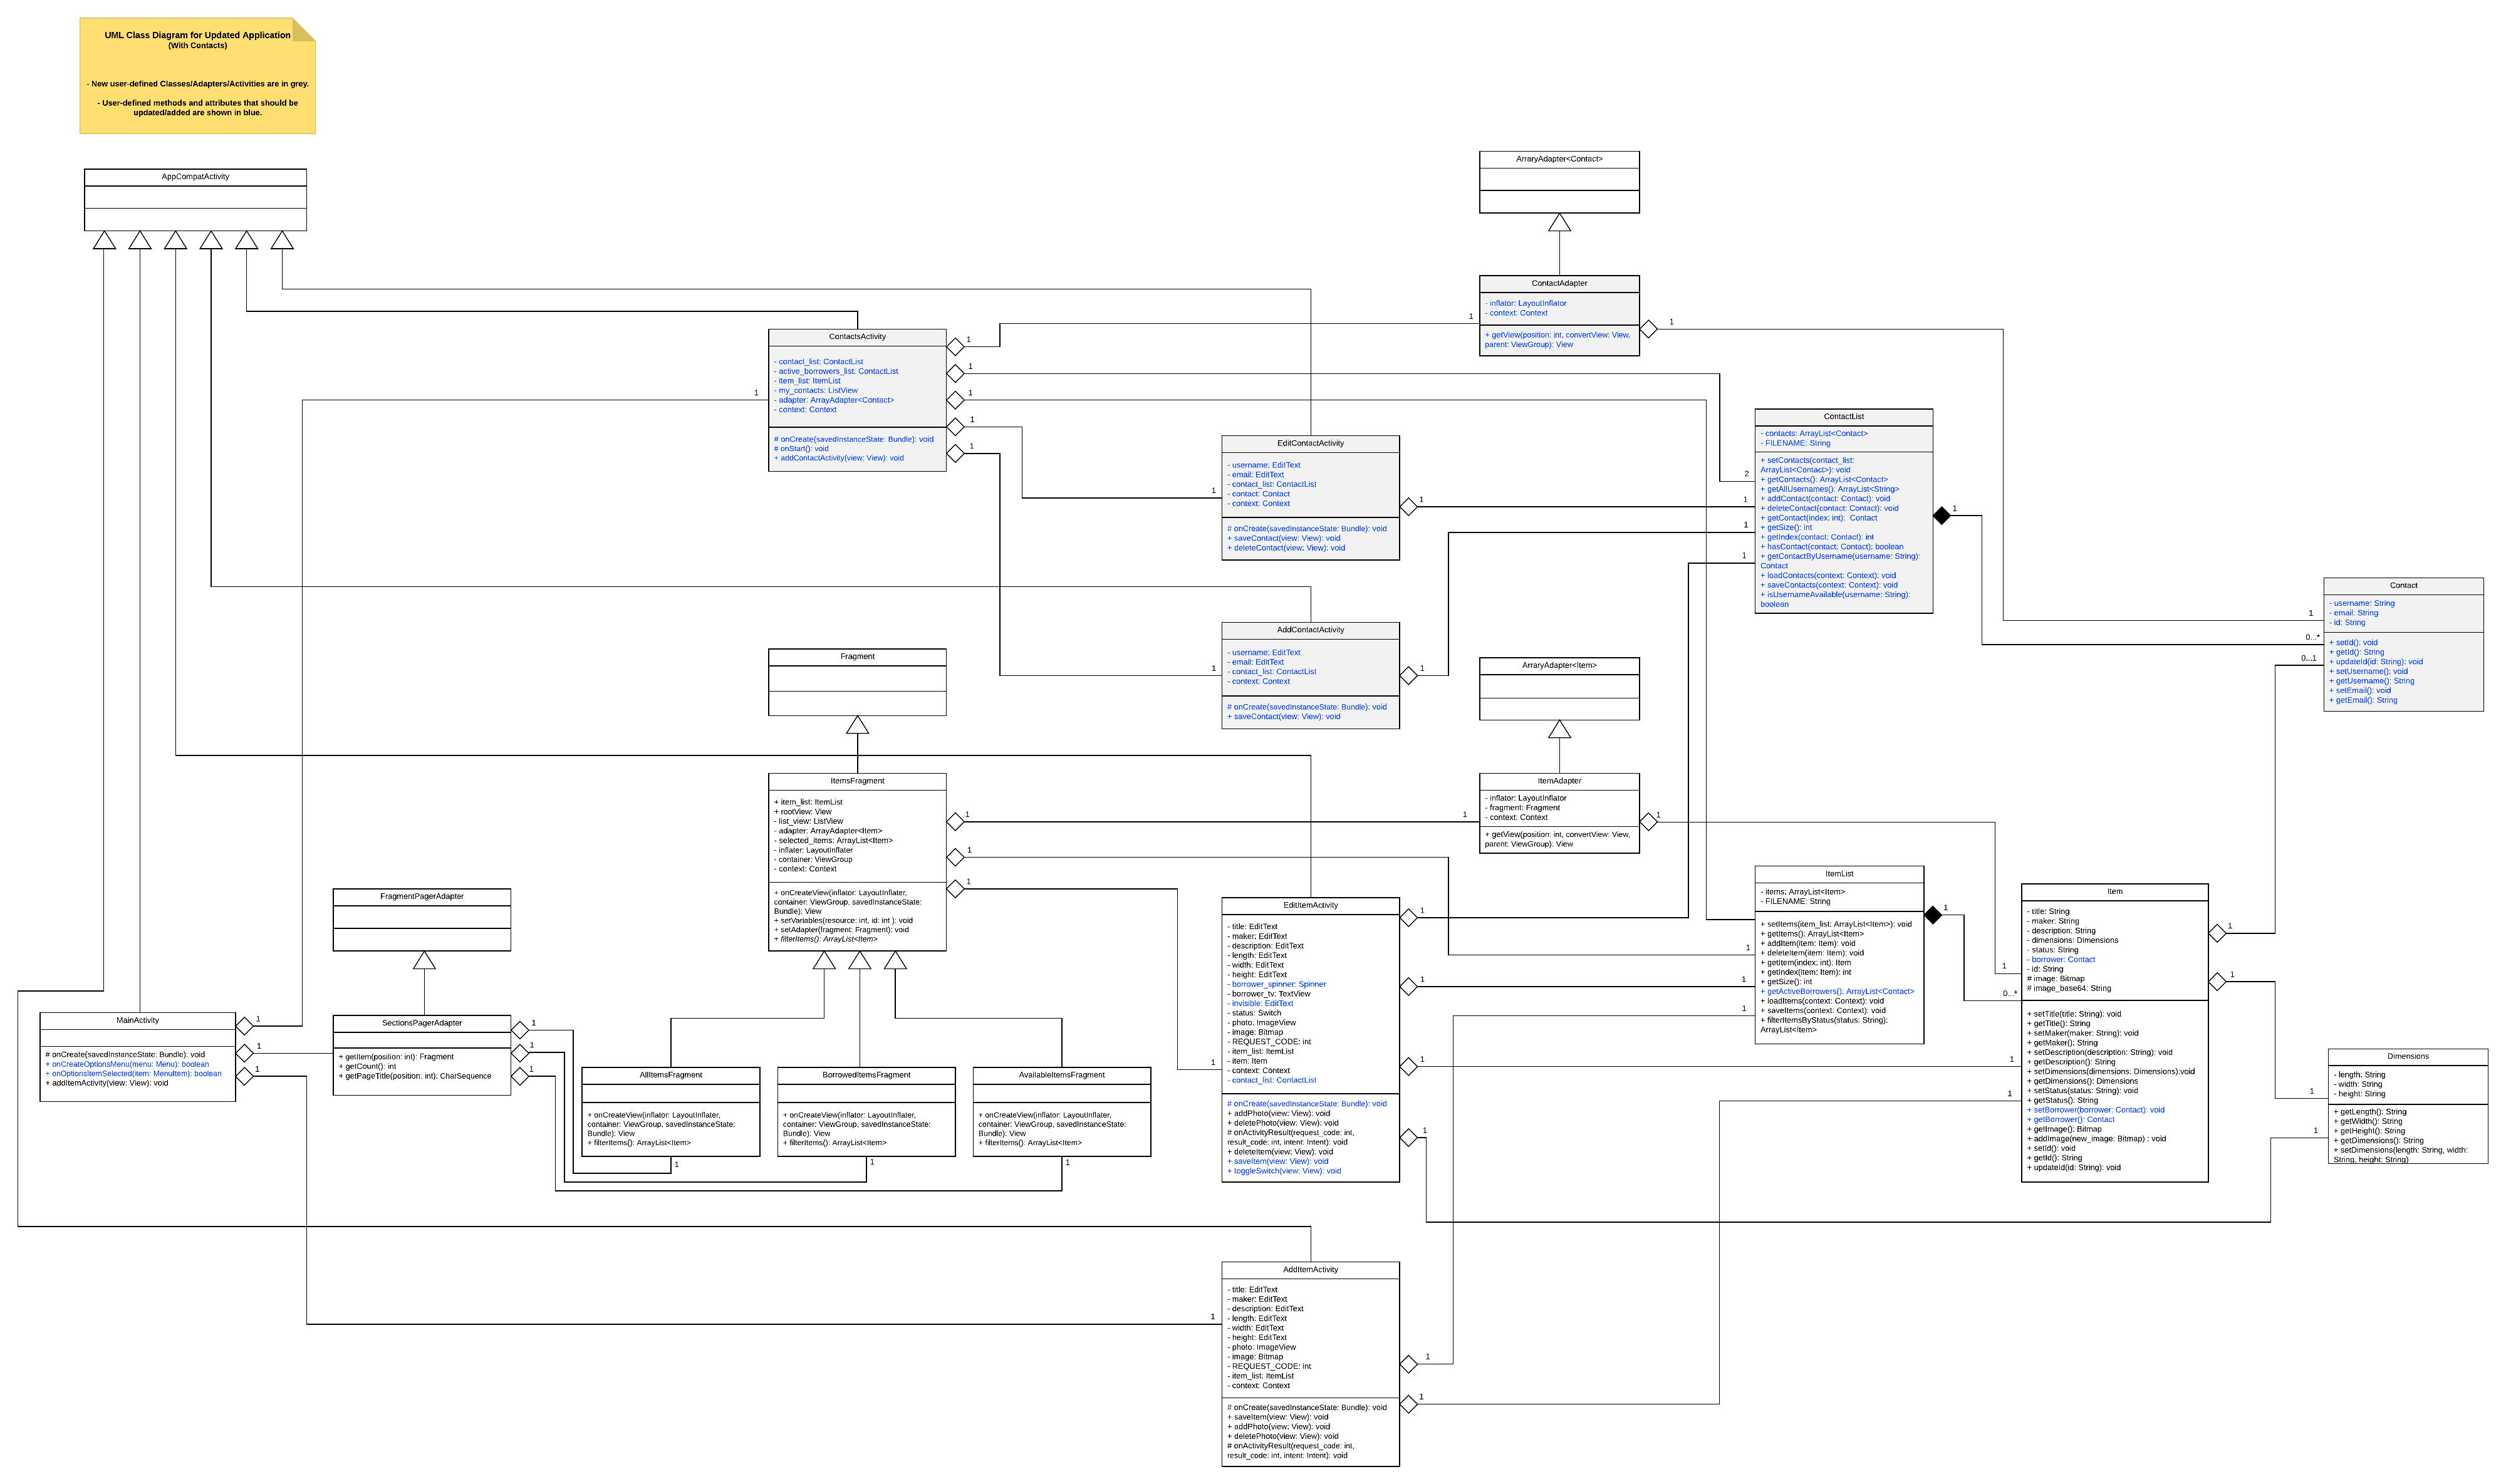 UML Class Diagram for Updated Application
(With Contacts)
- New user-defined Classes/Adapters/Activities are in grey.
- User-defined methods and attributes that should be
updated/added are shown in blue.
AppCompatActivity
ArraryAdapter<Contact>
ContactAdapter
- inflator: LayoutInflator
- context: Context
+ getView(position: int, convertView: View,
parent: ViewGroup): View
1
1
ContactsActivity
- contact_list: ContactList
- active_borrowers_list: ContactList
- item_list: ItemList
- my_contacts: ListView
- adapter: ArrayAdapter<Contact>
- context: Context
# onCreate(savedInstanceState: Bundle): void
# onStart(): void
+ addContactActivity(view: View): void
1
1
1
1
1
1
EditContactActivity
- username: EditText
- email: EditText
- contact_list: ContactList
- contact: Contact
- context: Context
# onCreate(savedInstanceState: Bundle): void
+ saveContact(view: View): void
+ deleteContact(view: View): void
1
1
ContactList
- contacts: ArrayList<Contact>
- FILENAME: String
+ setContacts(contact_list:
ArrayList<Contact>): void
+ getContacts(): ArrayList<Contact>
+ getAllUsernames(): ArrayList<String>
+ addContact(contact: Contact): void
+ deleteContact(contact: Contact): void
+ getContact(index: int):  Contact
+ getSize(): int
+ getIndex(contact: Contact): int
+ hasContact(contact: Contact): boolean
+ getContactByUsername(username: String):
Contact
+ loadContacts(context: Context): void
+ saveContacts(context: Context): void
+ isUsernameAvailable(username: String):
boolean
2
1
1
1
1
Contact
- username: String
- email: String
- id: String
+ setId(): void
+ getId(): String
+ updateId(id: String): void
+ setUsername(): void
+ getUsername(): String
+ setEmail(): void
+ getEmail(): String
1
0...*
0...1
AddContactActivity
- username: EditText
- email: EditText
- contact_list: ContactList
- context: Context
# onCreate(savedInstanceState: Bundle): void
+ saveContact(view: View): void
1
1
Fragment
ArraryAdapter<Item>
ItemsFragment
+ item_list: ItemList
+ rootView: View
- list_view: ListView
- adapter: ArrayAdapter<Item>
- selected_items: ArrayList<Item>
- inflater: LayoutInflater
- container: ViewGroup
- context: Context
+ onCreateView(inflator: LayoutInflater,
container: ViewGroup, savedInstanceState:
Bundle): View
+ setVariables(resource: int, id: int ): void
+ setAdapter(fragment: Fragment): void
+ filterItems(): ArrayList<Item>
1
1
1
ItemAdapter
- inflator: LayoutInflator
- fragment: Fragment
- context: Context
+ getView(position: int, convertView: View,
parent: ViewGroup): View
1
1
FragmentPagerAdapter
EditItemActivity
- title: EditText
- maker: EditText
- description: EditText
- length: EditText
- width: EditText
- height: EditText
- borrower_spinner: Spinner
- borrower_tv: TextView
- invisible: EditText
- status: Switch
- photo: ImageView
- image: Bitmap
- REQUEST_CODE: int
- item_list: ItemList
- item: Item
- context: Context
- contact_list: ContactList
# onCreate(savedInstanceState: Bundle): void
+ addPhoto(view: View): void
+ deletePhoto(view: View): void
# onActivityResult(request_code: int,
result_code: int, intent: Intent): void
+ deleteItem(view: View): void
+ saveItem(view: View): void
+ toggleSwitch(view: View): void
1
1
1
1
1
ItemList
- items: ArrayList<Item>
- FILENAME: String
+ setItems(item_list: ArrayList<Item>): void
+ getItems(): ArrayList<Item>
+ addItem(item: Item): void
+ deleteItem(item: Item): void
+ getItem(index: int): Item
+ getIndex(item: Item): int
+ getSize(): int
+ getActiveBorrowers(): ArrayList<Contact>
+ loadItems(context: Context): void
+ saveItems(context: Context): void
+ filterItemsByStatus(status: String):
ArrayList<Item>
1
1
1
1
Item
- title: String
- maker: String
- description: String
- dimensions: Dimensions
- status: String
- borrower: Contact
- id: String
# image: Bitmap
# image_base64: String
+ setTitle(title: String): void
+ getTitle(): String
+ setMaker(maker: String): void
+ getMaker(): String
+ setDescription(description: String): void
+ getDescription(): String
+ setDimensions(dimensions: Dimensions):void
+ getDimensions(): Dimensions
+ setStatus(status: String): void
+ getStatus(): String
+ setBorrower(borrower: Contact): void
+ getBorrower(): Contact
+ getImage(): Bitmap
+ addImage(new_image: Bitmap) : void
+ setId(): void
+ getId(): String
+ updateId(id: String): void
1
0...*
1
1
1
1
Dimensions
- length: String
- width: String
- height: String
+ getLength(): String
+ getWidth(): String
+ getHeight(): String
+ getDimensions(): String
+ setDimensions(length: String, width:
String, height: String)
1
1
MainActivity
# onCreate(savedInstanceState: Bundle): void
+ onCreateOptionsMenu(menu: Menu): boolean
+ onOptionsItemSelected(item: MenuItem): boolean
+ addItemActivity(view: View): void
1
1
1
SectionsPagerAdapter
+ getItem(position: int): Fragment
+ getCount(): int
+ getPageTitle(position: int): CharSequence
1
1
1
AllItemsFragment
+ onCreateView(inflator: LayoutInflater,
container: ViewGroup, savedInstanceState:
Bundle): View
+ filterItems(): ArrayList<Item>
1
BorrowedItemsFragment
+ onCreateView(inflator: LayoutInflater,
container: ViewGroup, savedInstanceState:
Bundle): View
+ filterItems(): ArrayList<Item>
1
AvailableItemsFragment
+ onCreateView(inflator: LayoutInflater,
container: ViewGroup, savedInstanceState:
Bundle): View
+ filterItems(): ArrayList<Item>
1
AddItemActivity
- title: EditText
- maker: EditText
- description: EditText
- length: EditText
- width: EditText
- height: EditText
- photo: ImageView
- image: Bitmap
- REQUEST_CODE: int
- item_list: ItemList
- context: Context
# onCreate(savedInstanceState: Bundle): void
+ saveItem(view: View): void
+ addPhoto(view: View): void
+ deletePhoto(view: View): void
# onActivityResult(request_code: int,
result_code: int, intent: Intent): void
1
1
1